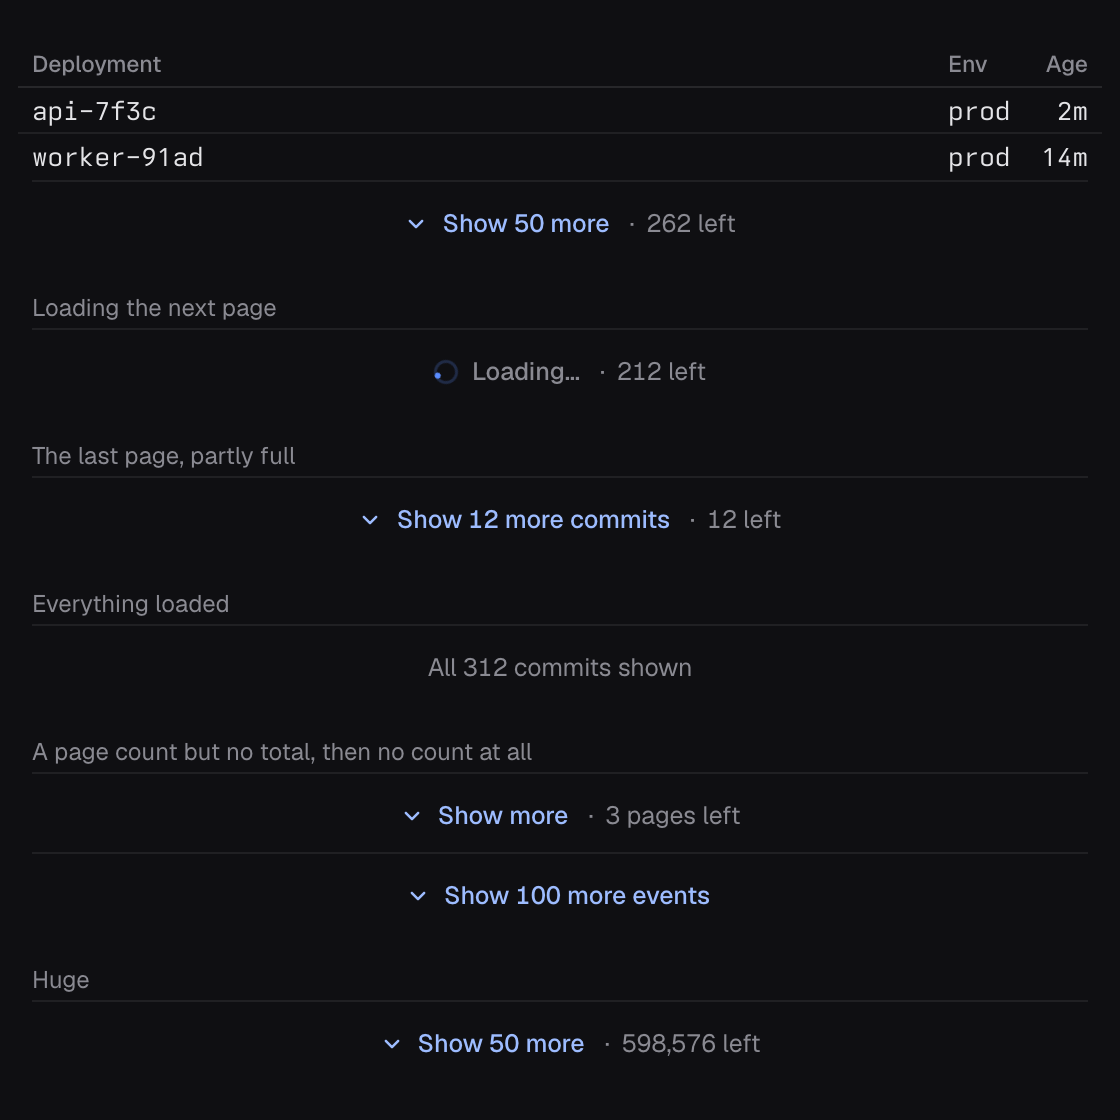 Deployment Env Age
api-7f3c prod 2m
worker-91ad prod 14m
Show 50 more · 262 left
Loading the next page
Loading… · 212 left
The last page, partly full
Show 12 more commits · 12 left
Everything loaded
All 312 commits shown
A page count but no total, then no count at all
Show more · 3 pages left
Show 100 more events
Huge
Show 50 more · 598,576 left